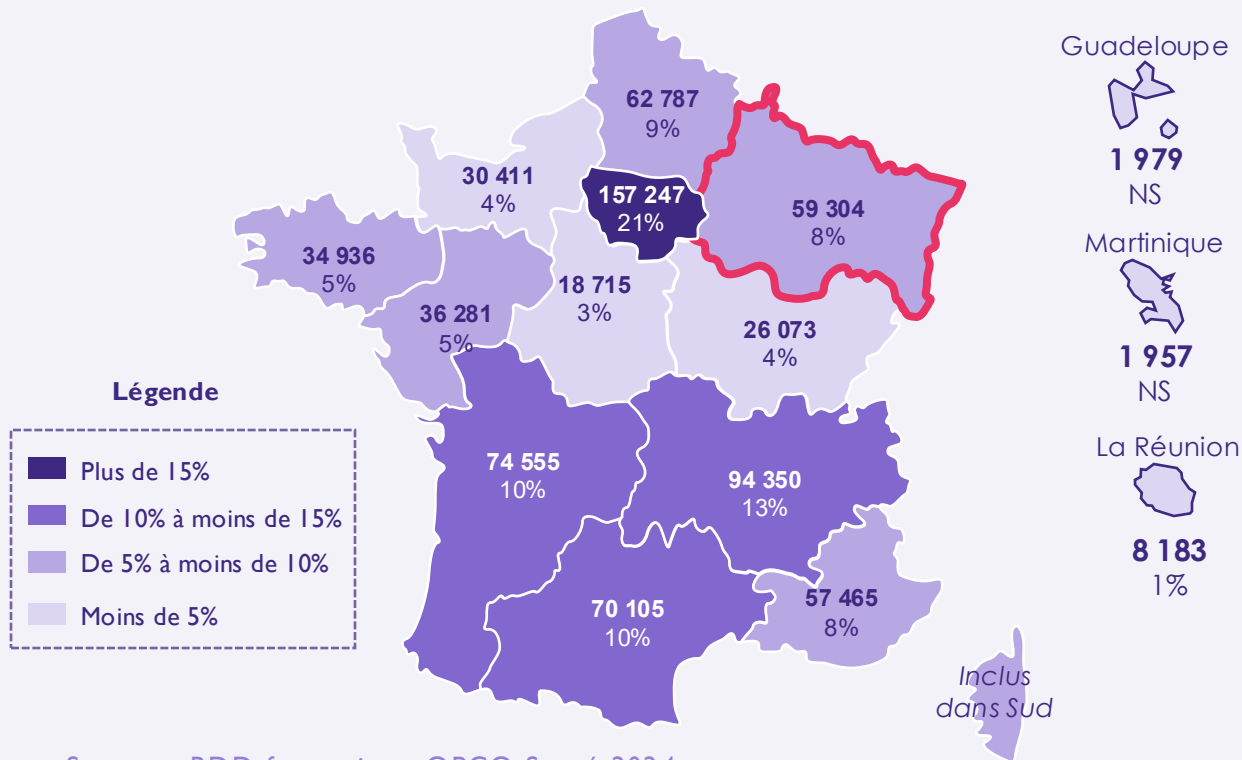 62 787
9%
30 411
4%
157 247
21%
59 304
8%
34 936
5%
36 281
5%
18 715
3%
26 073
4%
74 555
10%
94 350
13%
70 105
10%
57 465
8%
Inclus
dans Sud
Légende
Plus de 15%
De 10% à moins de 15%
De 5% à moins de 10%
Moins de 5%
Guadeloupe
1 979
NS
Martinique
1 957
NS
La Réunion
8 183
1%